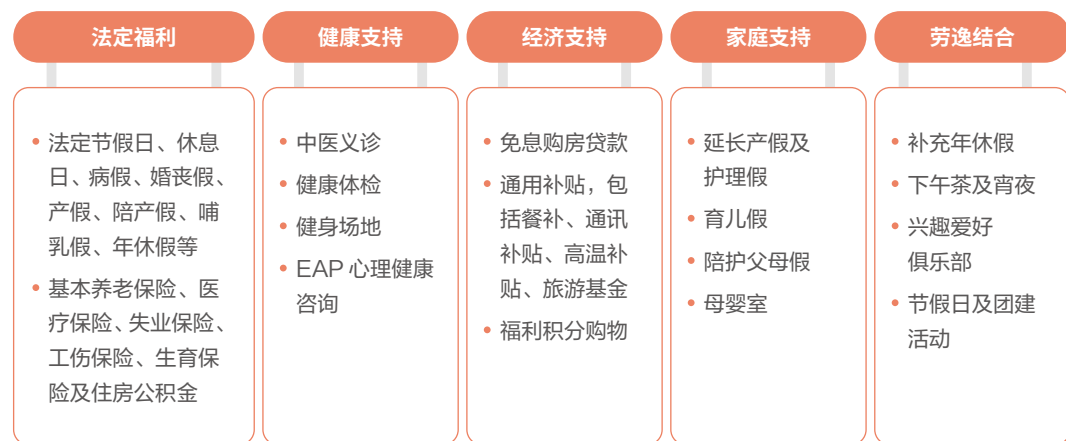 法定福利
法定节假日、休息
日、病假、婚丧假、
产假、陪产假、哺
乳假、年休假等
基本养老保险、医
疗保险、失业保险、
工伤保险、生育保
险及住房公积金
健康支持
中医义诊
健康体检
健身场地
EAP 心理健康
咨询
经济支持
免息购房贷款
通用补贴，包
括餐补、通讯
补贴、高温补
贴、旅游基金
福利积分购物
家庭支持
延长产假及
护理假
育儿假
陪护父母假
母婴室
劳逸结合
补充年休假
下午茶及宵夜
兴趣爱好
俱乐部
节假日及团建
活动